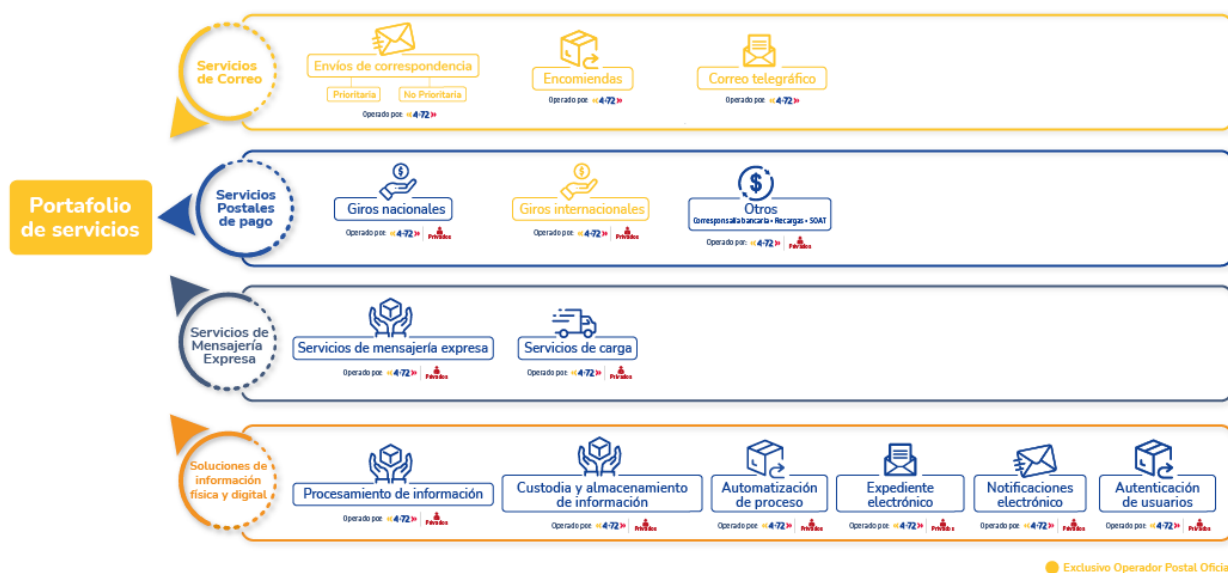 Portafolio
de servicios
Servicios
de Correo
Envíos de correspondencia
Prioritaria
No Prioritaria
Operado por: «4-72»
Encomiendas
Operado por: «4-72»
Correo telegráfico
Operado por: «4-72»
Servicios
Postales
de pago
Giros nacionales
Operado por: «4-72» Privados
Giros internacionales
Operado por: «4-72» Privados
Otros
Corresponsalía bancaria • Recargas • SOAT
Operado por: «4-72» Privados
Servicios de
Mensajería
Expresa
Servicios de mensajería expresa
Operado por: «4-72» Privados
Servicios de carga
Operado por: «4-72» Privados
Soluciones de
información
física y digital
Procesamiento de información
Operado por: «4-72» Privados
Custodia y almacenamiento
de información
Operado por: «4-72» Privados
Automatización
de proceso
Operado por: «4-72» Privados
Expediente
electrónico
Operado por: «4-72» Privados
Notificaciones
electrónico
Operado por: «4-72» Privados
Autenticación
de usuarios
Operado por: «4-72» Privados
Exclusivo Operador Postal Oficia